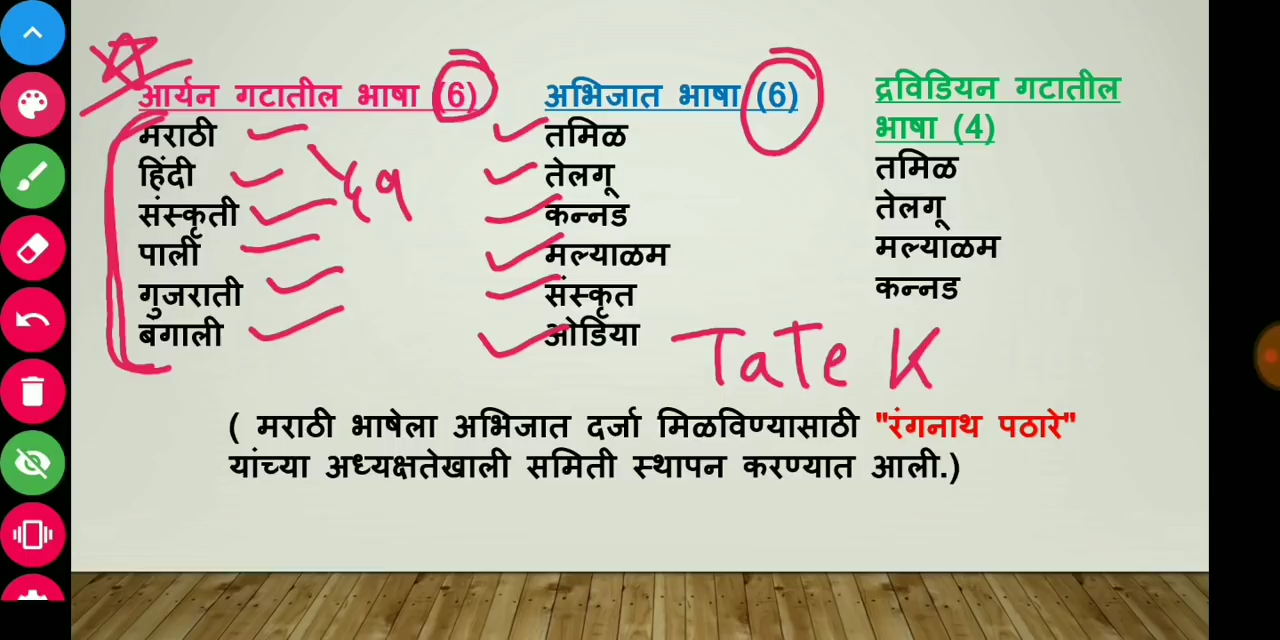 आर्यन गटातील भाषा (6)
मराठी
हिंदी
संस्कृती
पाली
गुजराती
बंगाली
अभिजात भाषा (6)
तमिळ
तेलगू
कन्नड
मल्याळम
संस्कृत
ओडिया
द्रविडियन गटातील
भाषा (4)
तमिळ
तेलगू
मल्याळम
कन्नड
TaTe K
( मराठी भाषेला अभिजात दर्जा मिळविण्यासाठी "रंगनाथ पठारे"
यांच्या अध्यक्षतेखाली समिती स्थापन करण्यात आली.)